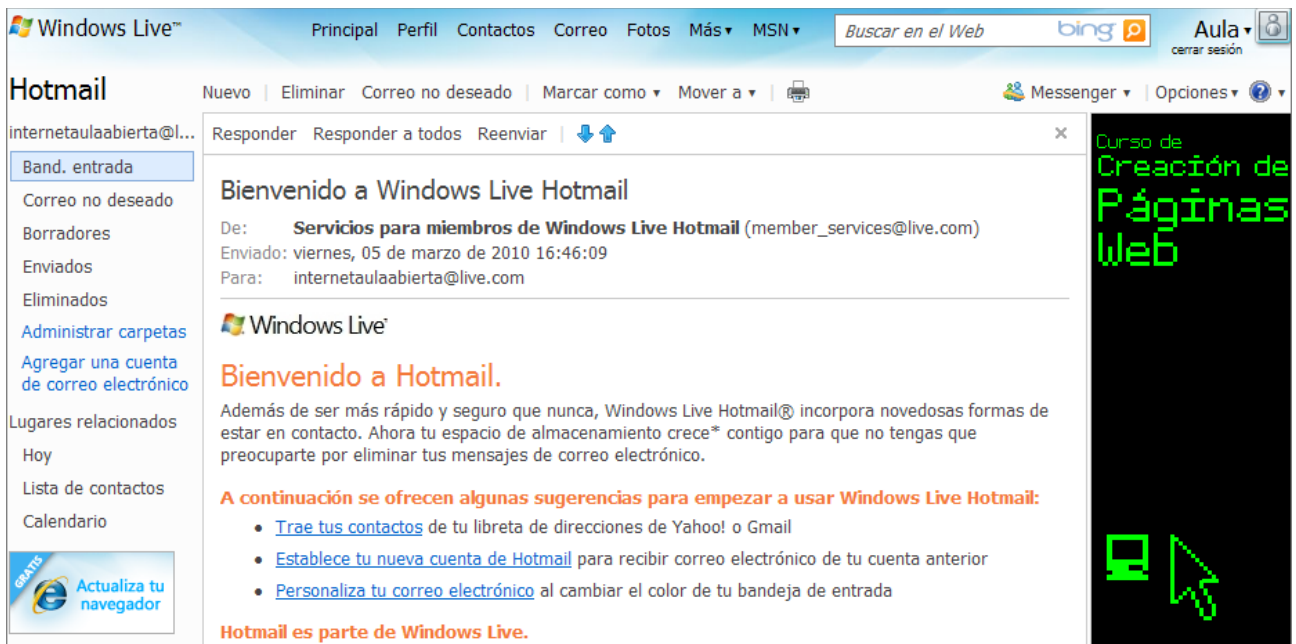 Windows Live™
Principal Perfil Contactos Correo Fotos Más MSN
Buscar en el Web
bing
Aula
cerrar sesión
Hotmail
Nuevo | Eliminar Correo no deseado | Marcar como Mover a |
Messenger | Opciones
internetaulaabierta@l...
Band. entrada
Correo no deseado
Borradores
Enviados
Eliminados
Administrar carpetas
Agregar una cuenta
de correo electrónico
Lugares relacionados
Hoy
Lista de contactos
Calendario
GRATIS
Actualiza tu
navegador
Responder Responder a todos Reenviar |
Bienvenido a Windows Live Hotmail
De: Servicios para miembros de Windows Live Hotmail (member_services@live.com)
Enviado: viernes, 05 de marzo de 2010 16:46:09
Para: internetaulaabierta@live.com
Windows Live
Bienvenido a Hotmail.
Además de ser más rápido y seguro que nunca, Windows Live Hotmail® incorpora novedosas formas de
estar en contacto. Ahora tu espacio de almacenamiento crece* contigo para que no tengas que
preocuparte por eliminar tus mensajes de correo electrónico.
A continuación se ofrecen algunas sugerencias para empezar a usar Windows Live Hotmail:
• Trae tus contactos de tu libreta de direcciones de Yahoo! o Gmail
• Establece tu nueva cuenta de Hotmail para recibir correo electrónico de tu cuenta anterior
• Personaliza tu correo electrónico al cambiar el color de tu bandeja de entrada
Hotmail es parte de Windows Live.
Curso de
Creación de
Páginas
Web